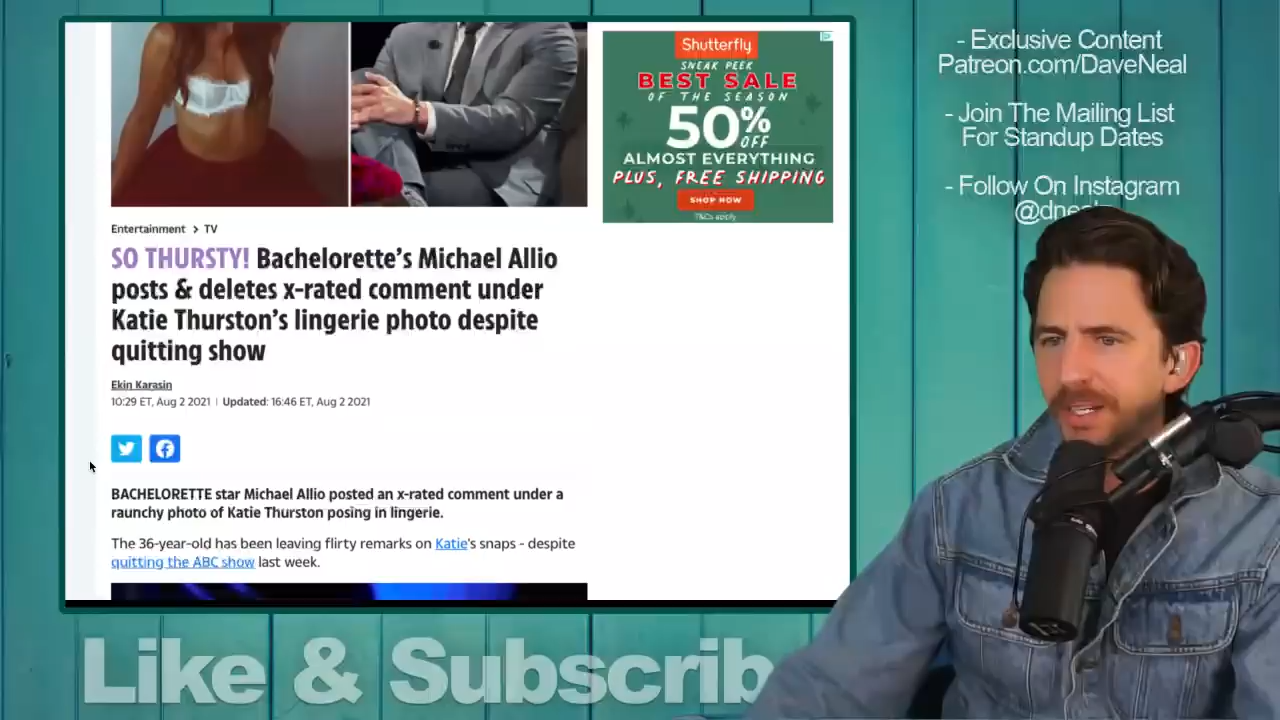 Shutterfly
SNEAK PEEK
BEST SALE
OF THE SEASON
50% OFF
ALMOST EVERYTHING
PLUS, FREE SHIPPING
SHOP NOW
T&Cs apply
Entertainment > TV
SO THURSTY! Bachelorette's Michael Allio
posts & deletes x-rated comment under
Katie Thurston's lingerie photo despite
quitting show
Ekin Karasin
10:29 ET, Aug 2 2021 | Updated: 16:46 ET, Aug 2 2021
BACHELORETTE star Michael Allio posted an x-rated comment under a
raunchy photo of Katie Thurston posing in lingerie.
The 36-year-old has been leaving flirty remarks on Katie's snaps - despite
quitting the ABC show last week.
- Exclusive Content
Patreon.com/DaveNeal
- Join The Mailing List
For Standup Dates
- Follow On Instagram
Like & Subscrib